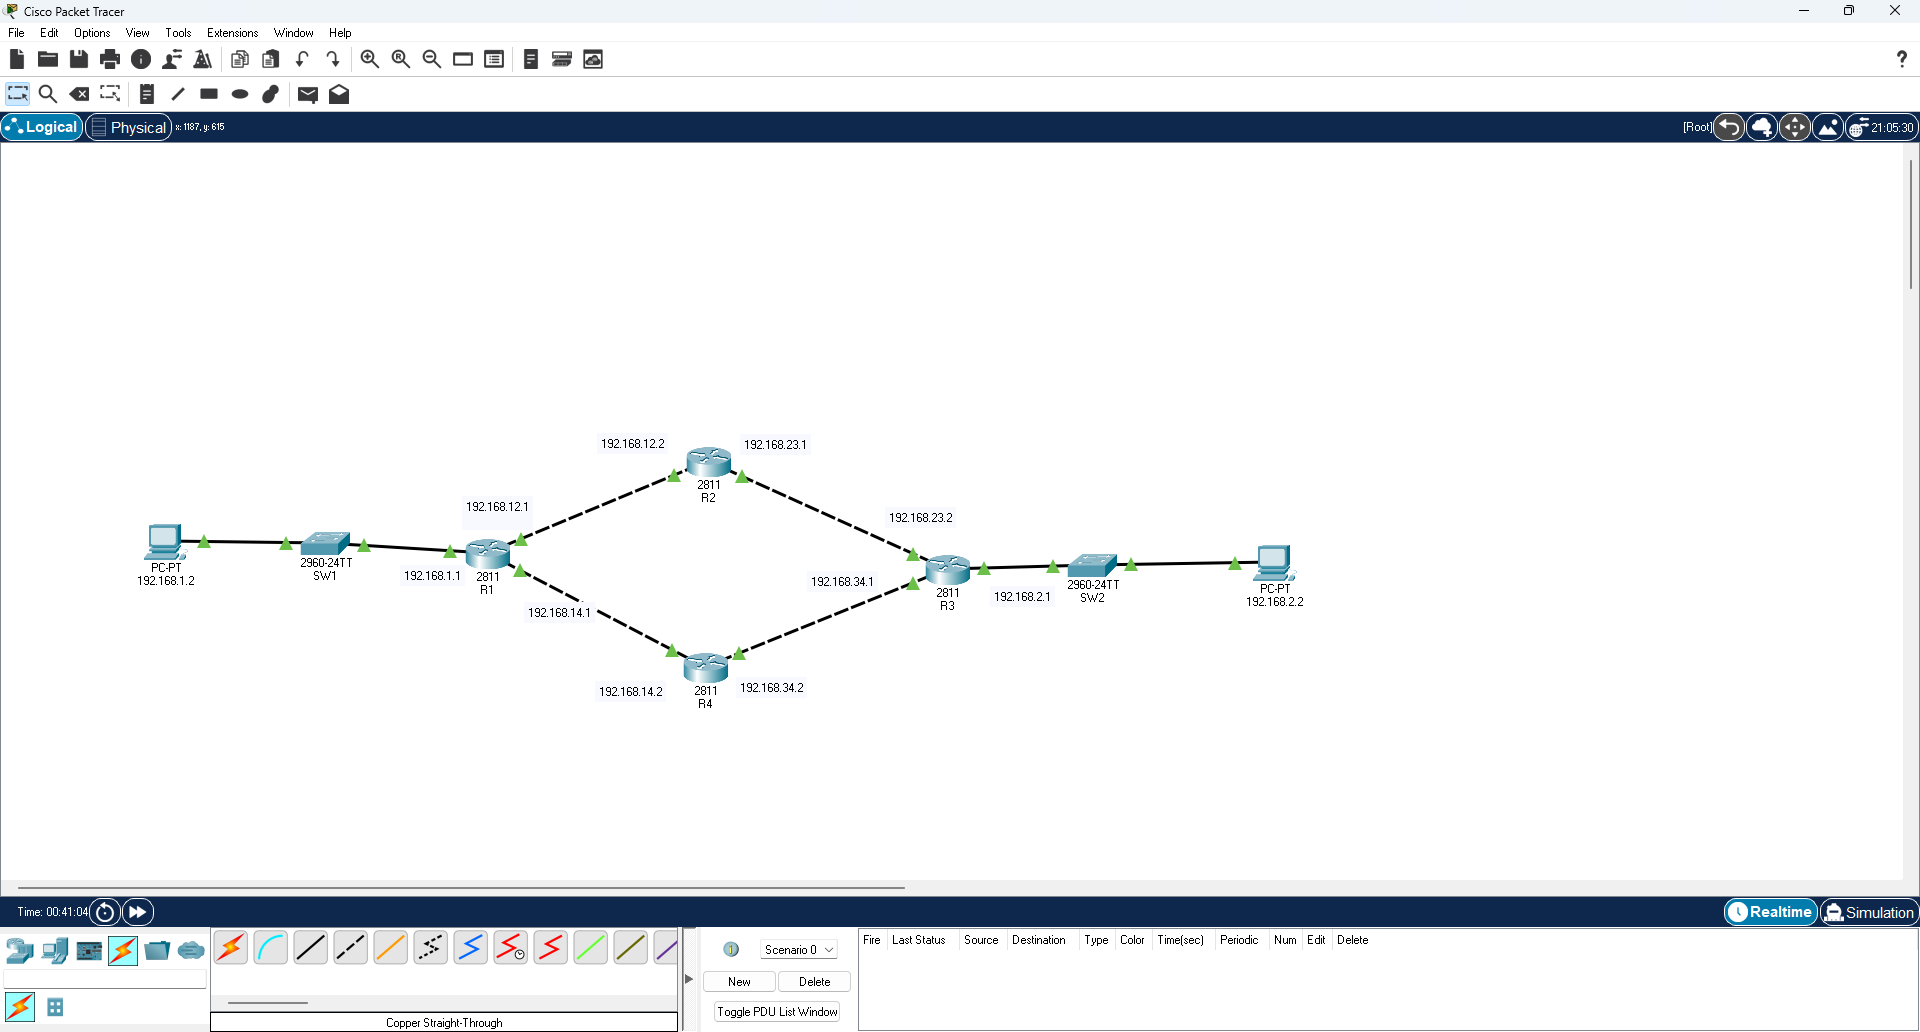 Cisco Packet Tracer
File Edit Options View Tools Extensions Window Help
?
Logical Physical x: 1187, y: 615 [Root] 21:05:30
192.168.12.2 192.168.23.1
2811
R2
192.168.12.1
192.168.23.2
PC-PT
192.168.1.2
2960-24TT
SW1
192.168.1.1
2811
R1
192.168.14.1
192.168.34.1
2811
R3
192.168.2.1
2960-24TT
SW2
PC-PT
192.168.2.2
192.168.14.2
2811
R4
192.168.34.2
Time: 00:41:04 Realtime Simulation
Scenario 0
New Delete
Toggle PDU List Window
Fire Last Status Source Destination Type Color Time(sec) Periodic Num Edit Delete
Copper Straight-Through